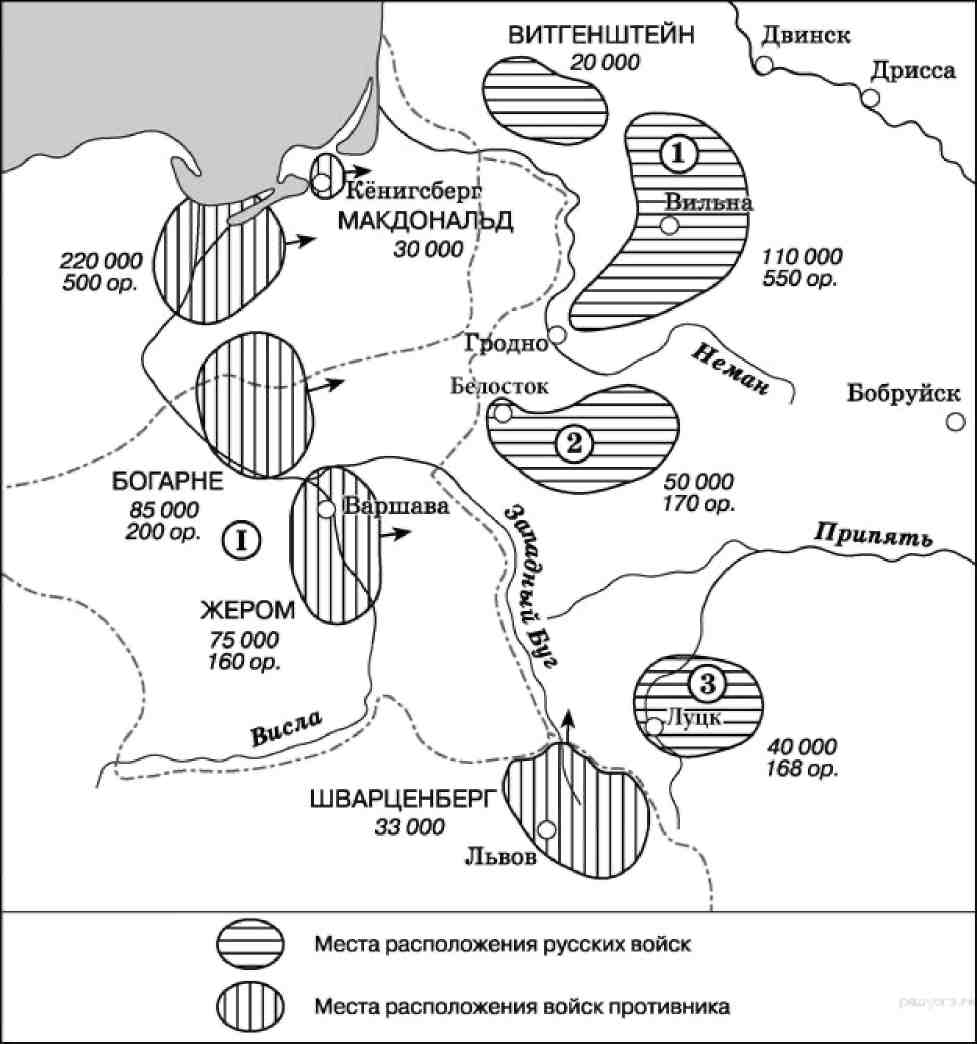 ВИТГЕНШТЕЙН
20 000
Двинск
Дрисса
1
Вильна
110 000
550 ор.
Кёнигсберг
МАКДОНАЛЬД
30 000
220 000
500 ор.
Гродно
Неман
Белосток
2
50 000
170 ор.
Бобруйск
БОГАРНЕ
85 000
200 ор.
I
Варшава
Западный Буг
Припять
ЖЕРОМ
75 000
160 ор.
3
Луцк
40 000
168 ор.
Висла
ШВАРЦЕНБЕРГ
33 000
Львов
Места расположения русских войск
Места расположения войск противника